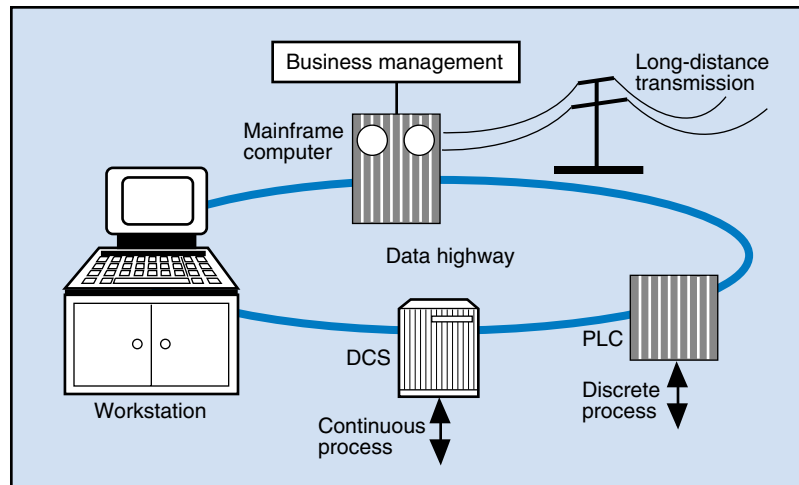 Business management
Long-distance
transmission
Mainframe
computer
Data highway
PLC
DCS
Discrete
process
Workstation
Continuous
process